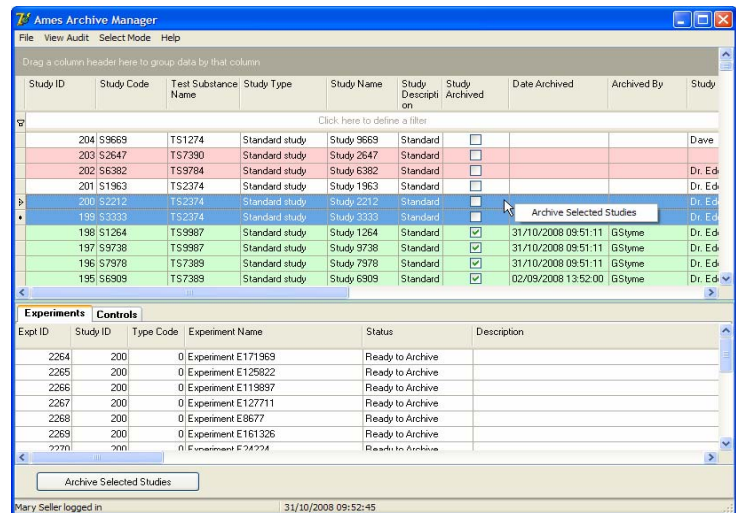 Ames Archive Manager
File View Audit Select Mode Help
Drag a column header here to group data by that column
Study ID Study Code Test Substance Name Study Type Study Name Study Descripti on Study Archived Date Archived Archived By Study
Click here to define a filter
204 S9669 TS1274 Standard study Study 9669 Standard Dave
203 S2647 TS7390 Standard study Study 2647 Standard
202 S6382 TS9784 Standard study Study 6382 Standard Dr. Ed
201 S1963 TS2374 Standard study Study 1963 Standard Dr. Ed
200 S2212 TS2374 Standard study Study 2212 Standard
Archive Selected Studies
199 S3333 TS2374 Standard study Study 3333 Standard Dr. Ed
198 S1264 TS9987 Standard study Study 1264 Standard 31/10/2008 09:51:11 GStyme Dr. Ed
197 S9738 TS9987 Standard study Study 9738 Standard 31/10/2008 09:51:11 GStyme Dr. Ed
196 S7978 TS7389 Standard study Study 7978 Standard 31/10/2008 09:51:11 GStyme Dr. Ed
195 S6909 TS7389 Standard study Study 6909 Standard 02/09/2008 13:52:00 GStyme Dr. Ed
Experiments Controls
Expt ID Study ID Type Code Experiment Name Status Description
2264 200 0 Experiment E171969 Ready to Archive
2265 200 0 Experiment E125822 Ready to Archive
2266 200 0 Experiment E119897 Ready to Archive
2267 200 0 Experiment E127711 Ready to Archive
2268 200 0 Experiment E8677 Ready to Archive
2269 200 0 Experiment E161326 Ready to Archive
2270 200 0 Experiment E24224 Ready to Archive
Archive Selected Studies
Mary Seller logged in 31/10/2008 09:52:45